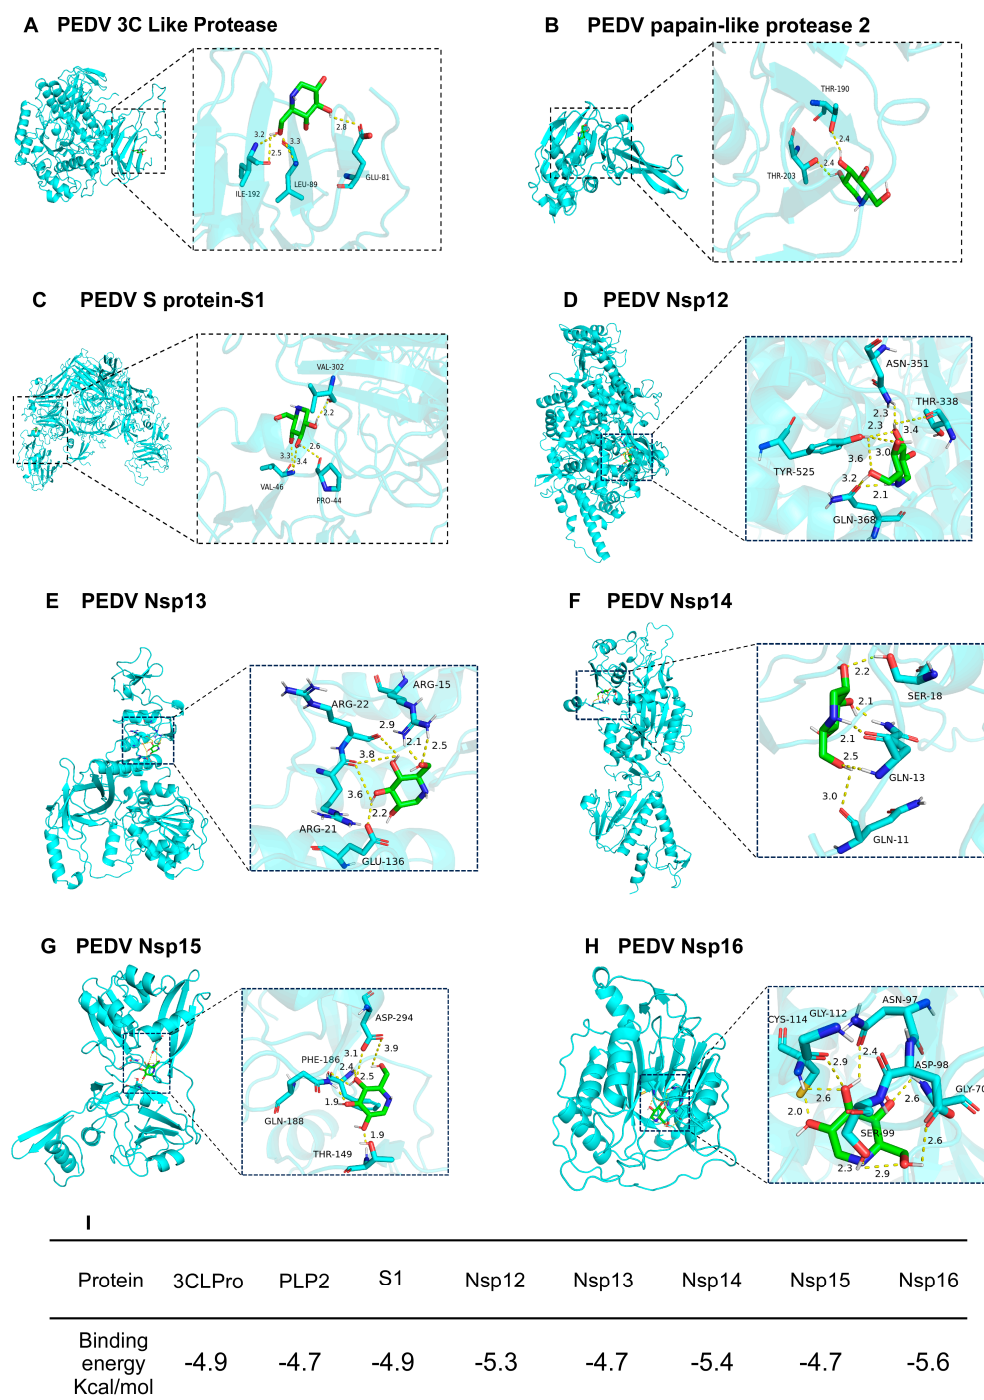 A PEDV 3C Like Protease
3.2
2.5
3.3
2.8
ILE-192
LEU-89
GLU-81
B PEDV papain-like protease 2
THR-190
2.4
2.4
THR-203
C PEDV S protein-S1
VAL-302
2.2
2.6
3.3
3.4
VAL-46
PRO-44
D PEDV Nsp12
ASN-351
THR-338
2.3
2.3
3.4
3.6
3.0
TYR-525
3.2
2.1
GLN-368
E PEDV Nsp13
ARG-15
ARG-22
2.9
2.1
2.5
3.8
3.6
2.2
ARG-21
GLU-136
F PEDV Nsp14
2.2
SER-18
2.1
2.1
2.5
GLN-13
3.0
GLN-11
G PEDV Nsp15
ASP-294
3.9
3.1
PHE-186
2.4
2.5
1.9
GLN-188
1.9
THR-149
H PEDV Nsp16
ASN-97
GLY-112
CYS-114
2.4
2.9
ASP-98
2.6
2.6
GLY-70
2.0
SER-99
2.6
2.3
2.9
I
Protein 3CLPro PLP2 S1 Nsp12 Nsp13 Nsp14 Nsp15 Nsp16
Binding
energy -4.9 -4.7 -4.9 -5.3 -4.7 -5.4 -4.7 -5.6
Kcal/mol